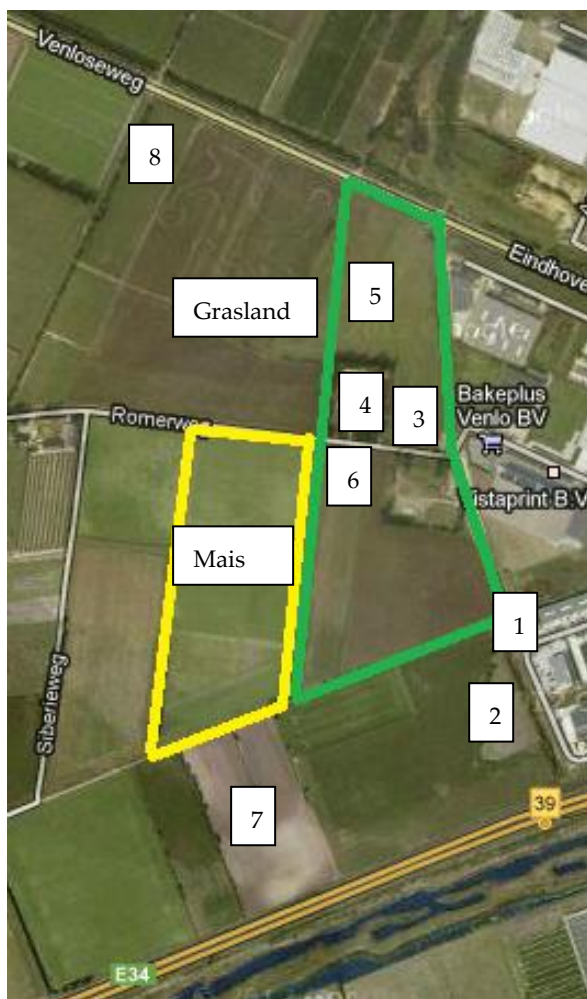 Venloseweg
8
Eindhove
5
Grasland
Bakeplus
Venlo BV
4
3
Romerweg
6
Vistaprint B.V
Mais
1
2
Siberieweg
39
7
E34